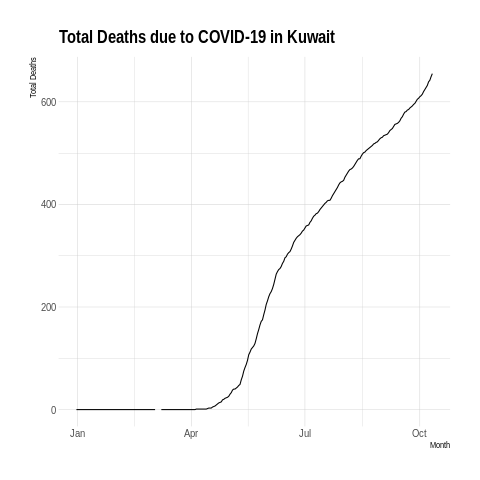 Total Deaths due to COVID-19 in Kuwait
Total Deaths
600
400
200
0
Jan Apr Jul Oct
Month